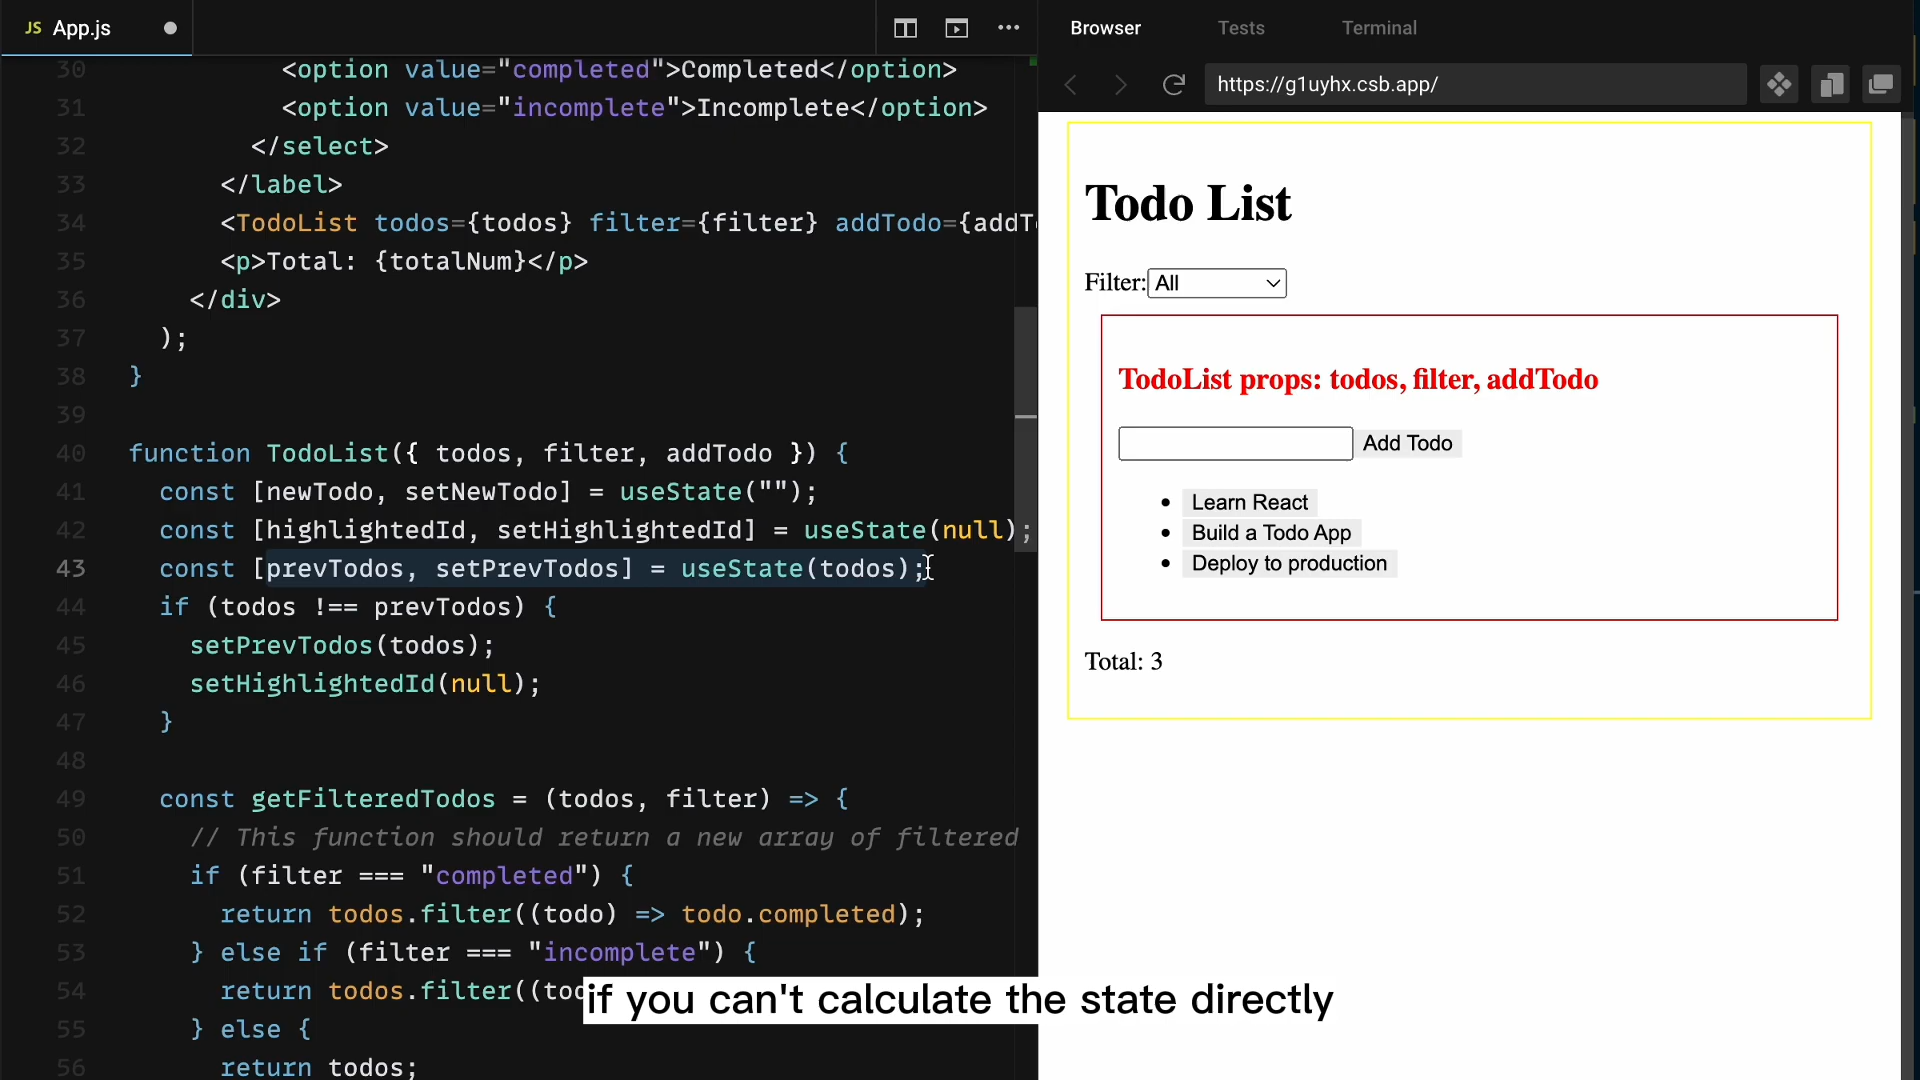 JS App.js
Browser
Tests
Terminal
https://g1uyhx.csb.app/
30 <option value="completed">Completed</option>
31 <option value="incomplete">Incomplete</option>
32 </select>
33 </label>
34 <TodoList todos={todos} filter={filter} addTodo={addT
35 <p>Total: {totalNum}</p>
36 </div>
37 );
38 }
39
40 function TodoList({ todos, filter, addTodo }) {
41 const [newTodo, setNewTodo] = useState("");
42 const [highlightedId, setHighlightedId] = useState(null);
43 const [prevTodos, setPrevTodos] = useState(todos);
44 if (todos !== prevTodos) {
45 setPrevTodos(todos);
46 setHighlightedId(null);
47 }
48
49 const getFilteredTodos = (todos, filter) => {
50 // This function should return a new array of filtered
51 if (filter === "completed") {
52 return todos.filter((todo) => todo.completed);
53 } else if (filter === "incomplete") {
54 return todos.filter((tod
55 } else {
56 return todos;
Todo List
Filter: All
TodoList props: todos, filter, addTodo
Add Todo
• Learn React
• Build a Todo App
• Deploy to production
Total: 3
if you can't calculate the state directly